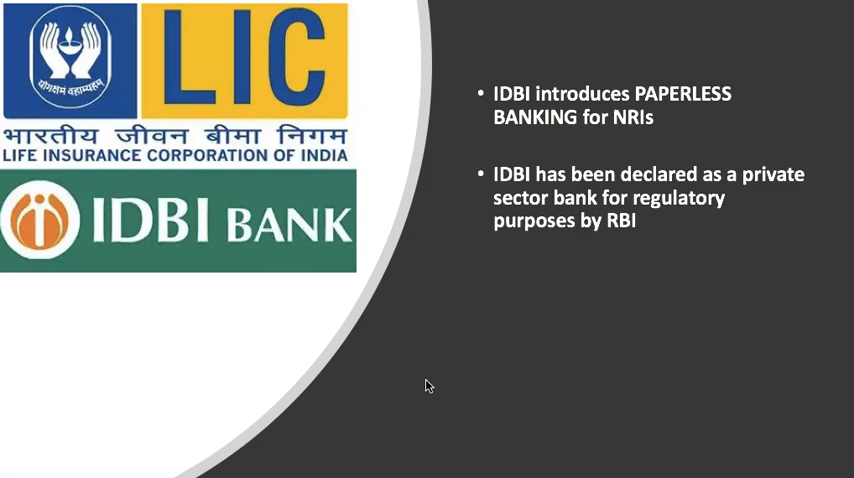 योगक्षेमं वहाम्यहम्
LIC
भारतीय जीवन बीमा निगम
LIFE INSURANCE CORPORATION OF INDIA
IDBI BANK
• IDBI introduces PAPERLESS
BANKING for NRIs
• IDBI has been declared as a private
sector bank for regulatory
purposes by RBI